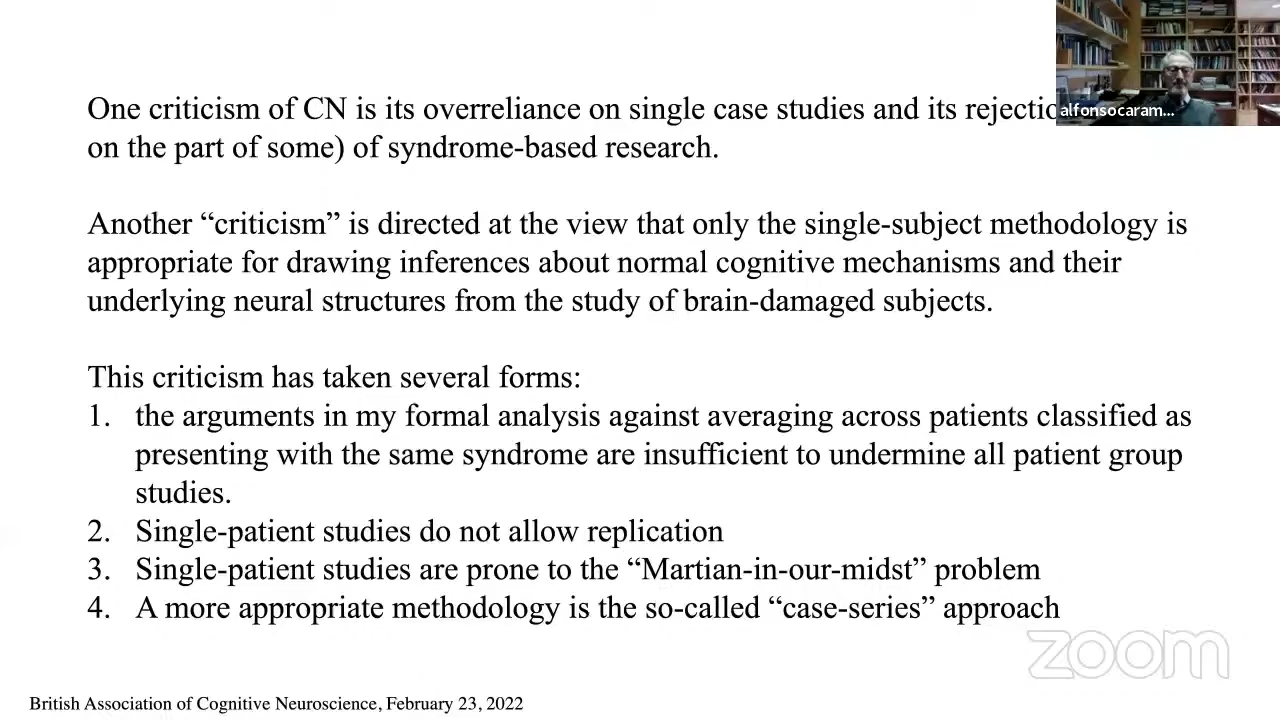 alfonsocaram...
One criticism of CN is its overreliance on single case studies and its
on the part of some) of syndrome-based research.
Another “criticism” is directed at the view that only the single-subject methodology is
appropriate for drawing inferences about normal cognitive mechanisms and their
underlying neural structures from the study of brain-damaged subjects.
This criticism has taken several forms:
1. the arguments in my formal analysis against averaging across patients classified as
presenting with the same syndrome are insufficient to undermine all patient group
studies.
2. Single-patient studies do not allow replication
3. Single-patient studies are prone to the “Martian-in-our-midst” problem
4. A more appropriate methodology is the so-called “case-series” approach
zoom
British Association of Cognitive Neuroscience, February 23, 2022